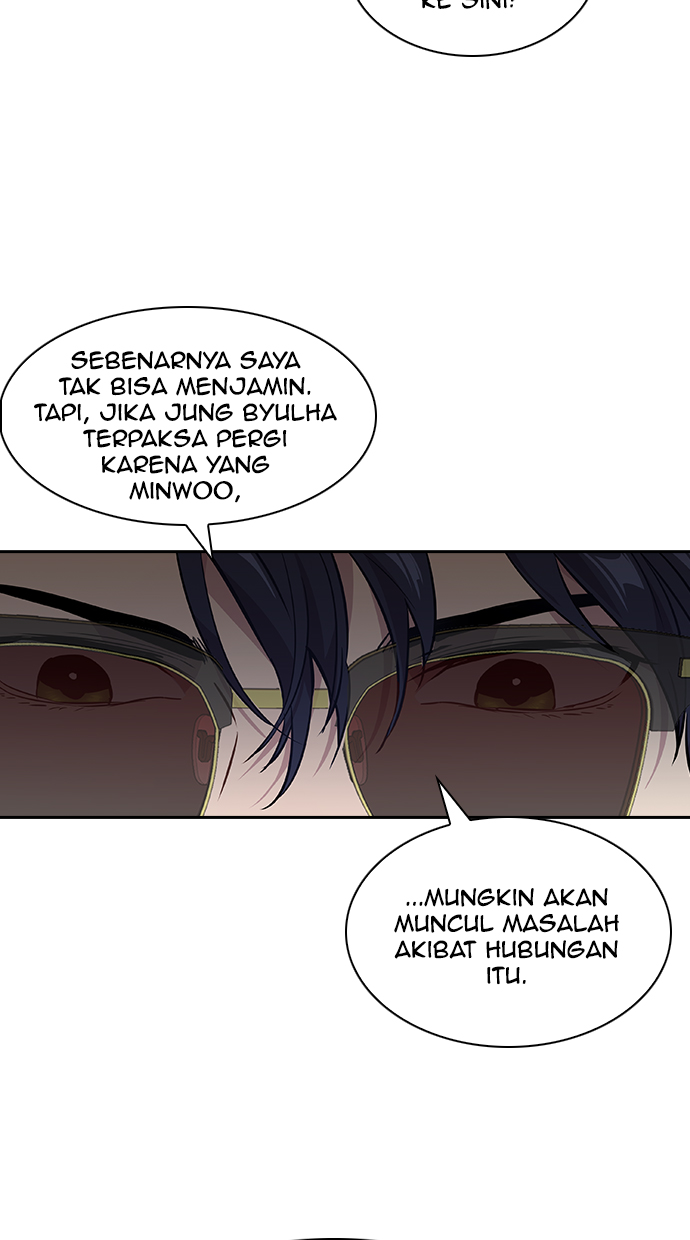 KE SINI?
SEBENARNYA SAYA
TAK BISA MENJAMIN.
TAPI, JIKA JUNG BYULHA
TERPAKSA PERGI
KARENA YANG
MINWOO,
...MUNGKIN AKAN
MUNCUL MASALAH
AKIBAT HUBUNGAN
ITU.